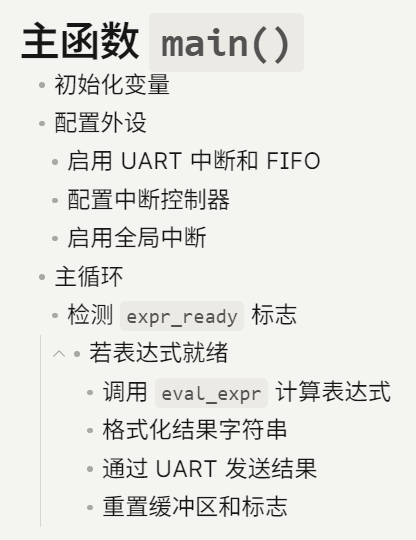 主函数 main()
初始化变量
配置外设
启用 UART 中断和 FIFO
配置中断控制器
启用全局中断
主循环
检测 expr_ready 标志
若表达式就绪
调用 eval_expr 计算表达式
格式化结果字符串
通过 UART 发送结果
重置缓冲区和标志